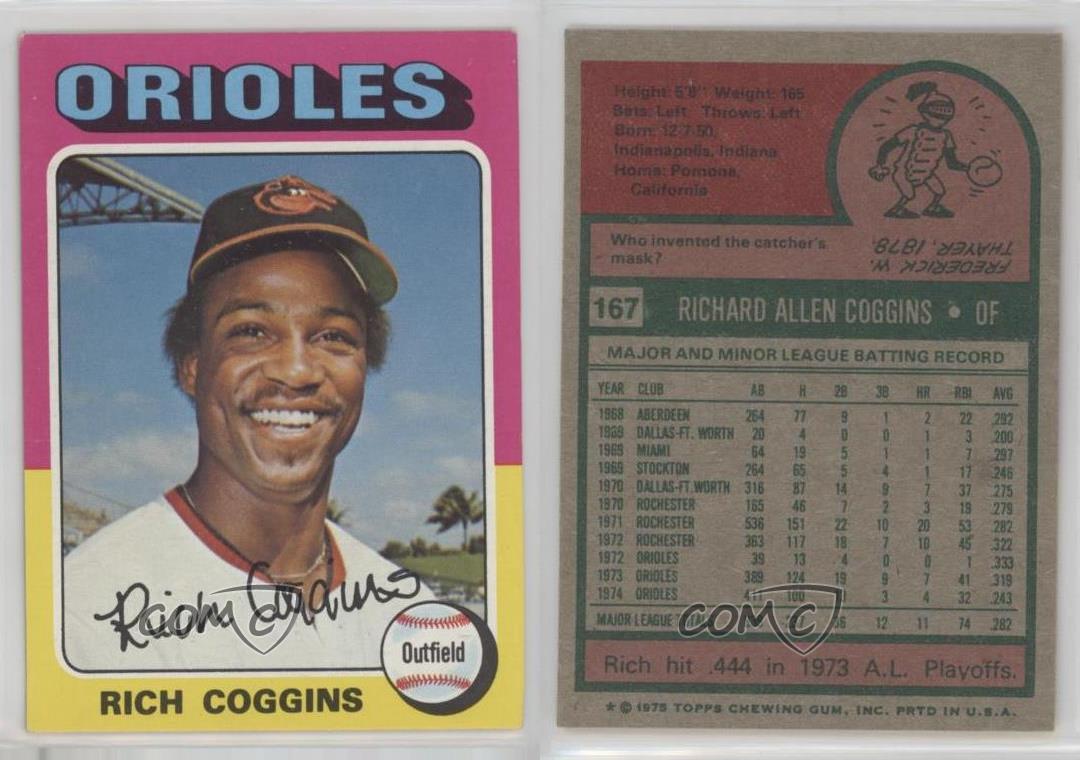 ORIOLES
Rich Coggins
Outfield
RICH COGGINS
Height: 5'8" Weight: 165
Bats: Left Throws: Left
Born: 12-7-50,
Indianapolis, Indiana
Home: Pomona,
California
Who invented the catcher's
mask?
FREDERICK W.
THAYER, 1878.
167 RICHARD ALLEN COGGINS • OF
MAJOR AND MINOR LEAGUE BATTING RECORD
YEAR CLUB AB H 2B 3B HR RBI AVG
1968 ABERDEEN 264 77 9 1 2 22 .292
1969 DALLAS-FT. WORTH 20 4 0 0 1 3 .200
1969 MIAMI 64 19 5 1 1 7 .297
1969 STOCKTON 264 65 5 4 1 17 .246
1970 DALLAS-FT.WORTH 316 87 14 9 7 37 .275
1970 ROCHESTER 165 46 7 2 3 19 .279
1971 ROCHESTER 536 151 22 10 20 53 .282
1972 ROCHESTER 363 117 18 7 10 45 .322
1972 ORIOLES 39 13 4 0 0 1 .333
1973 ORIOLES 389 124 19 9 7 41 .319
1974 ORIOLES 411 100 3 4 32 .243
MAJOR LEAGUE TOTALS 12 11 74 .282
COMC
Rich hit .444 in 1973 A.L. Playoffs.
* © 1975 TOPPS CHEWING GUM, INC. PRTD IN U.S.A.